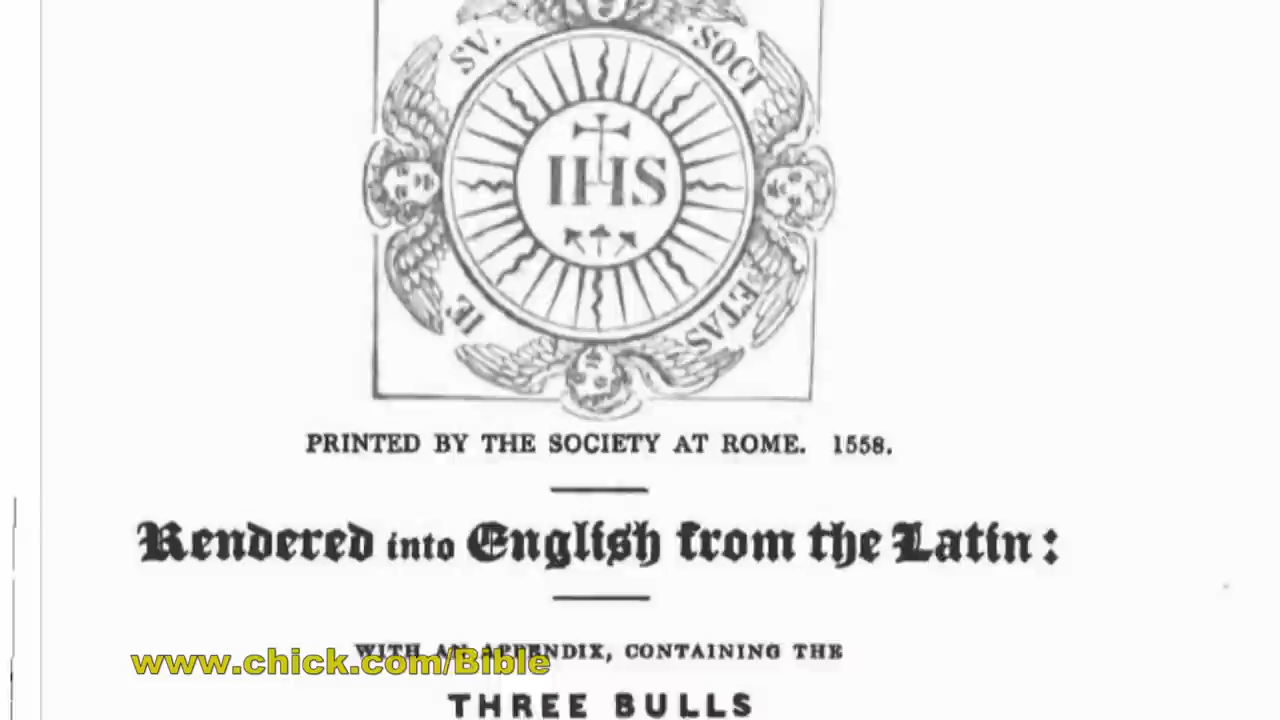 SV. SOCI
IHS
IE ETAS
PRINTED BY THE SOCIETY AT ROME. 1558.
Rendered into English from the Latin:
WITH AN APPENDIX, CONTAINING THE
www.chick.com/Bible
THREE BULLS